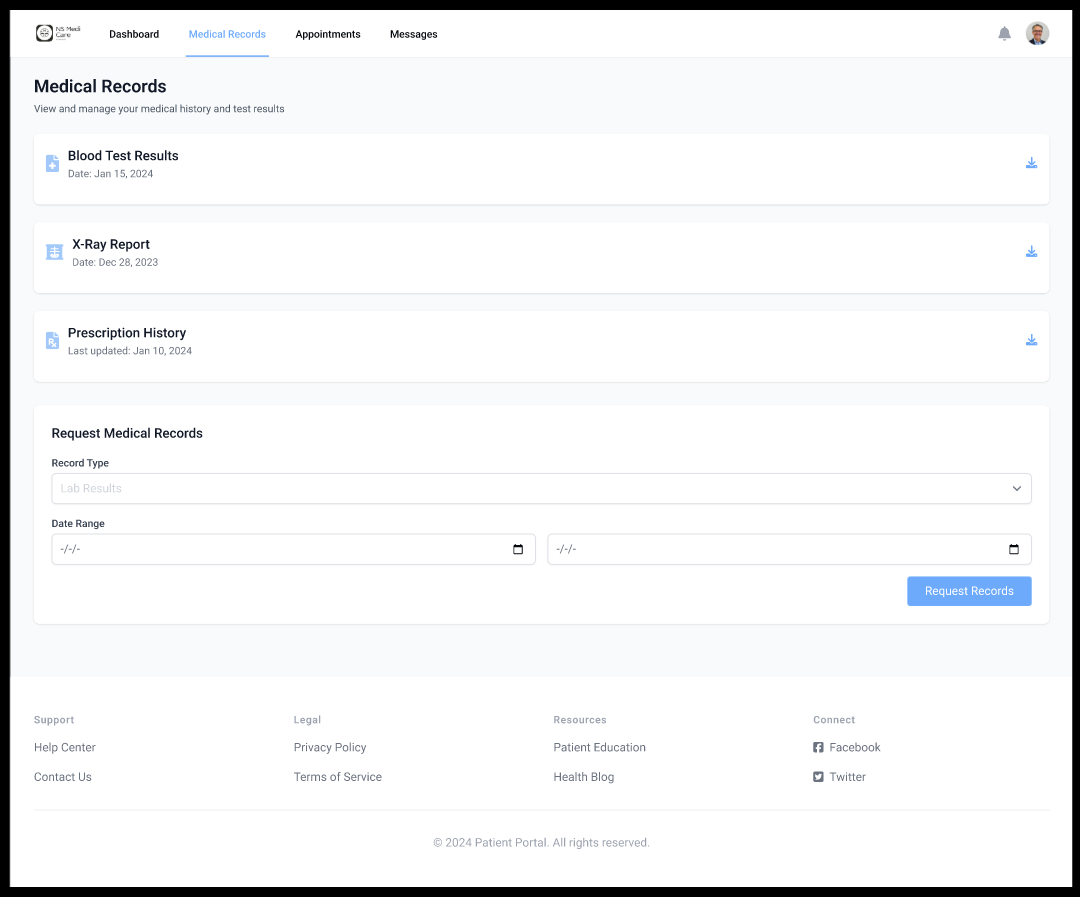 NS Medi
Care
Dashboard
Medical Records
Appointments
Messages
Medical Records
View and manage your medical history and test results
Blood Test Results
Date: Jan 15, 2024
X-Ray Report
Date: Dec 28, 2023
Prescription History
Last updated: Jan 10, 2024
Request Medical Records
Record Type
Lab Results
Date Range
-/-/-
-/-/-
Request Records
Support
Help Center
Contact Us
Legal
Privacy Policy
Terms of Service
Resources
Patient Education
Health Blog
Connect
Facebook
Twitter
© 2024 Patient Portal. All rights reserved.